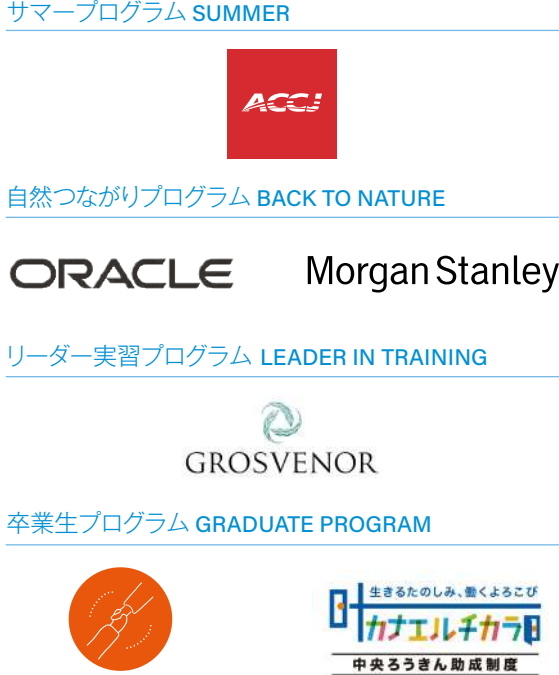 サマープログラム SUMMER
ACCJ
自然つながりプログラム BACK TO NATURE
ORACLE
Morgan Stanley
リーダー実習プログラム LEADER IN TRAINING
GROSVENOR
卒業生プログラム GRADUATE PROGRAM
生きるたのしみ、働くよろこび
カナエルチカラ
中央ろうきん助成制度